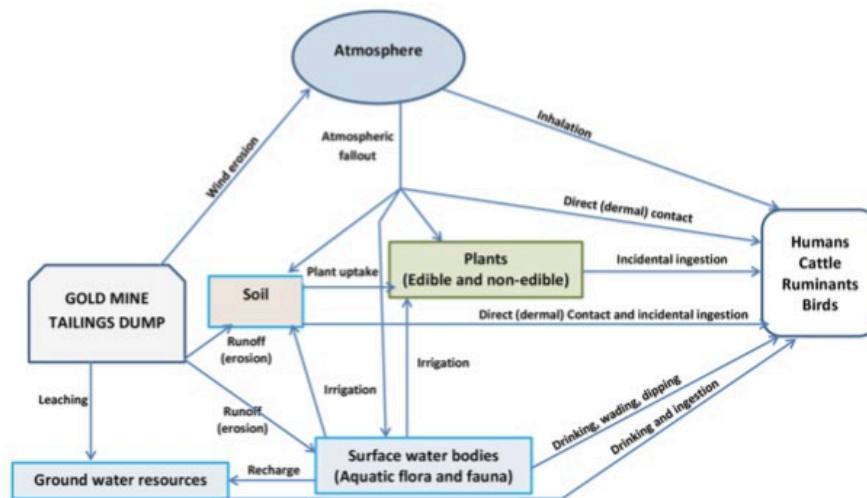 Atmosphere
Inhalation
Atmospheric
fallout
Wind erosion
Direct (dermal) contact
Humans
Cattle
Ruminants
Birds
Plants
(Edible and non-edible)
Incidental ingestion
Plant uptake
Soil
GOLD MINE
TAILINGS DUMP
Direct (dermal) Contact and incidental ingestion
Runoff
(erosion)
Irrigation
Irrigation
Leaching
Runoff
(erosion)
Drinking, wading, dipping
Drinking and ingestion
Surface water bodies
(Aquatic flora and fauna)
Recharge
Ground water resources